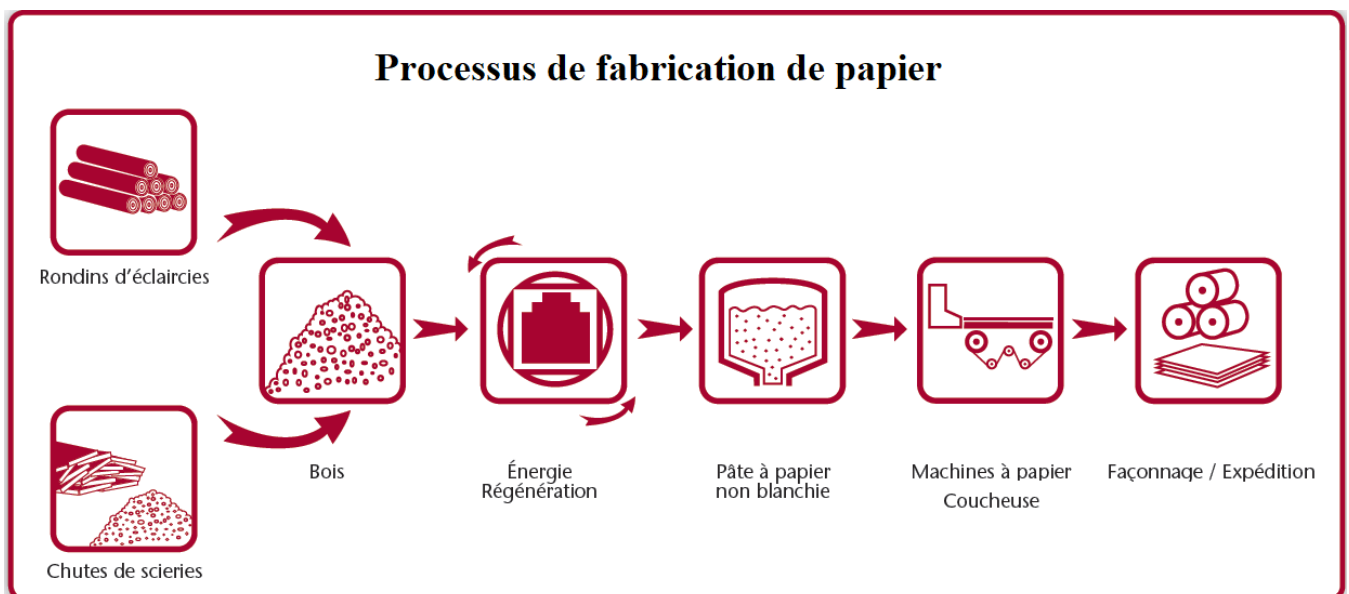 Processus de fabrication de papier
Rondins d’éclaircies
Chutes de scieries
Bois
Énergie
Régénération
Pâte à papier
non blanchie
Machines à papier
Coucheuse
Façonnage / Expédition